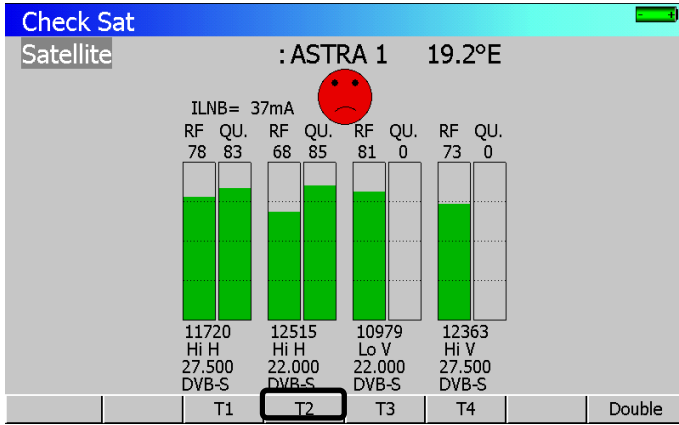 Check Sat
- +
Satellite : ASTRA 1 19.2°E
ILNB= 37mA
RF QU. RF QU. RF QU. RF QU.
78 83 68 85 81 0 73 0
11720 12515 10979 12363
Hi H Hi H Lo V Hi V
27.500 22.000 22.000 27.500
DVB-S DVB-S DVB-S DVB-S
T1 T2 T3 T4 Double